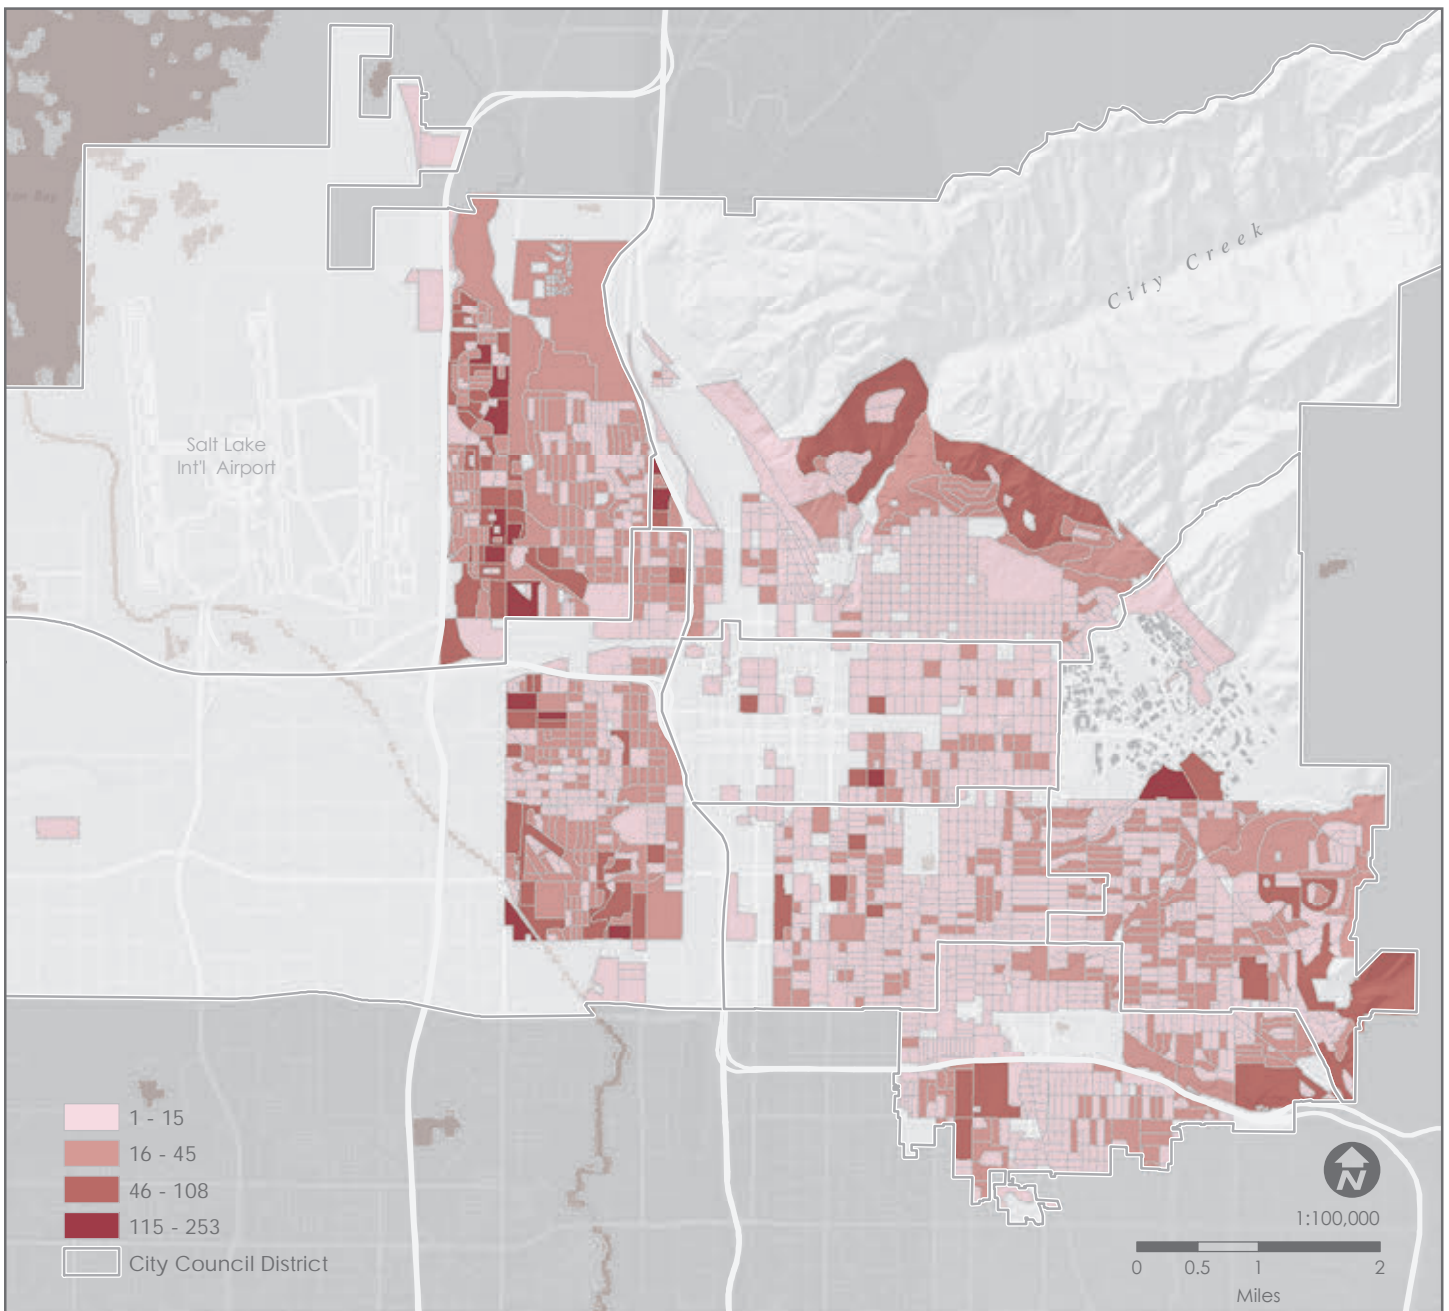 City Creek
Salt Lake
Int'l Airport
1 - 15
16 - 45
46 - 108
115 - 253
City Council District
N
1:100,000
0 0.5 1 2
Miles